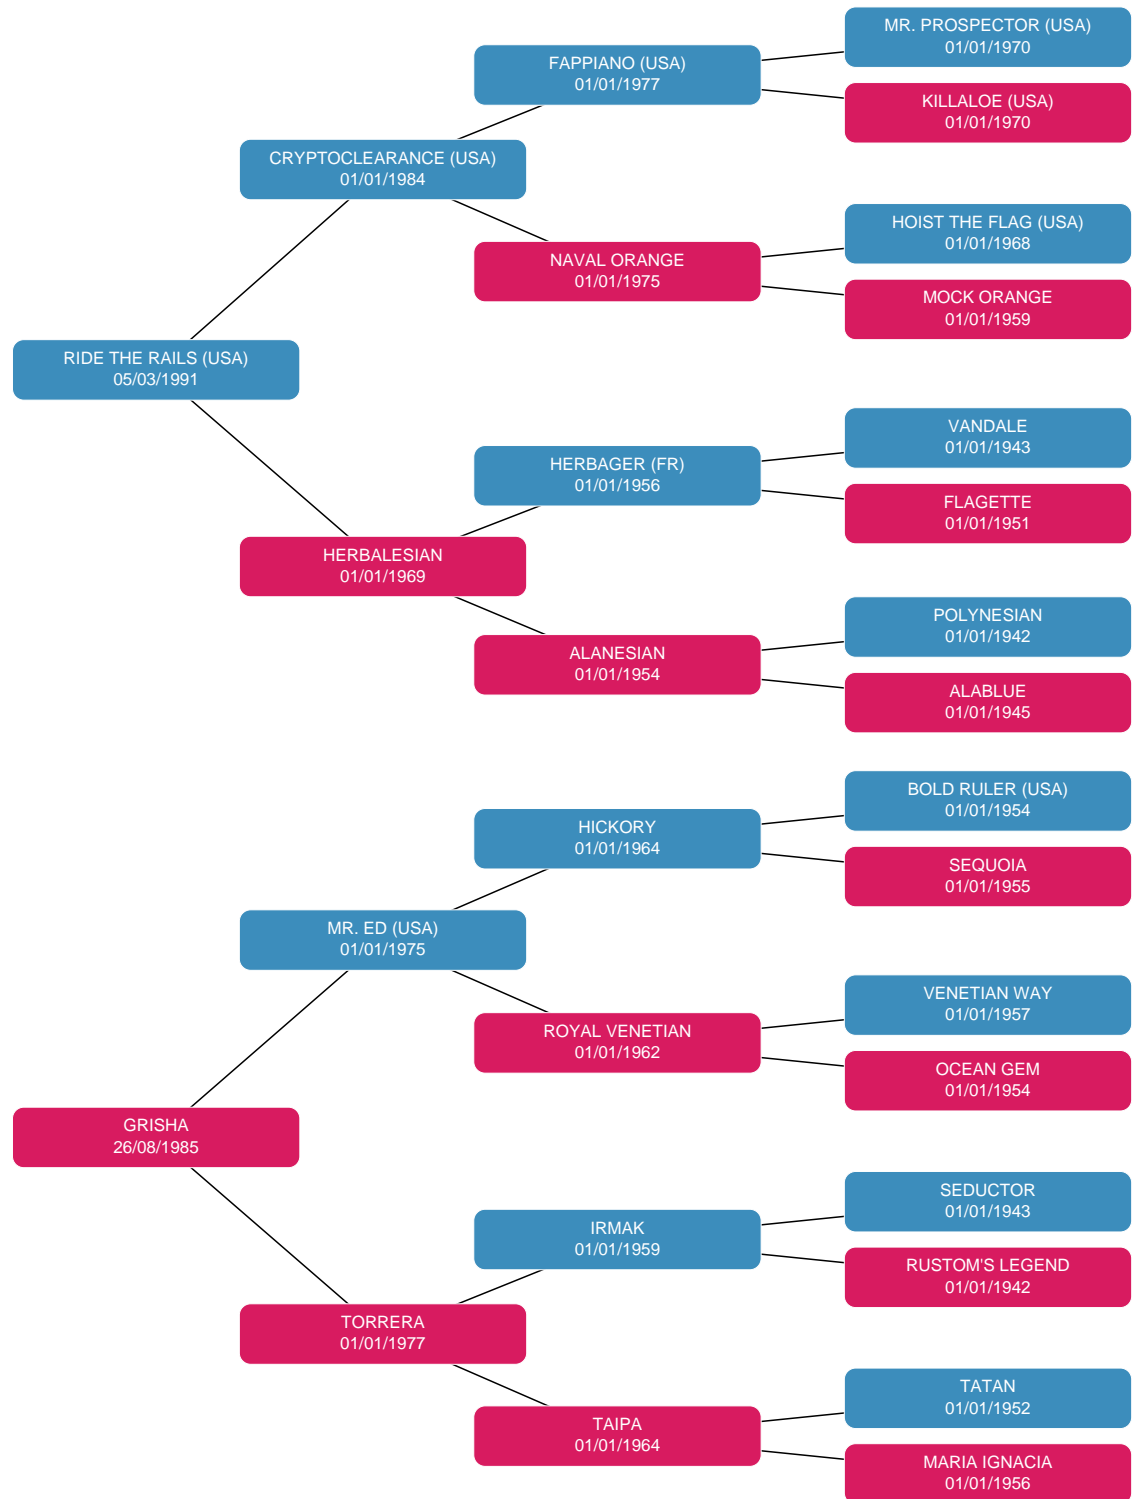 MR. PROSPECTOR (USA)
01/01/1970
FAPPIANO (USA)
01/01/1977
KILLALOE (USA)
01/01/1970
CRYPTOCLEARANCE (USA)
01/01/1984
HOIST THE FLAG (USA)
01/01/1968
NAVAL ORANGE
01/01/1975
MOCK ORANGE
01/01/1959
RIDE THE RAILS (USA)
05/03/1991
VANDALE
01/01/1943
HERBAGER (FR)
01/01/1956
FLAGETTE
01/01/1951
HERBALESIAN
01/01/1969
POLYNESIAN
01/01/1942
ALANESIAN
01/01/1954
ALABLUE
01/01/1945
BOLD RULER (USA)
01/01/1954
HICKORY
01/01/1964
SEQUOIA
01/01/1955
MR. ED (USA)
01/01/1975
VENETIAN WAY
01/01/1957
ROYAL VENETIAN
01/01/1962
OCEAN GEM
01/01/1954
GRISHA
26/08/1985
SEDUCTOR
01/01/1943
IRMAK
01/01/1959
RUSTOM'S LEGEND
01/01/1942
TORRERA
01/01/1977
TATAN
01/01/1952
TAIPA
01/01/1964
MARIA IGNACIA
01/01/1956